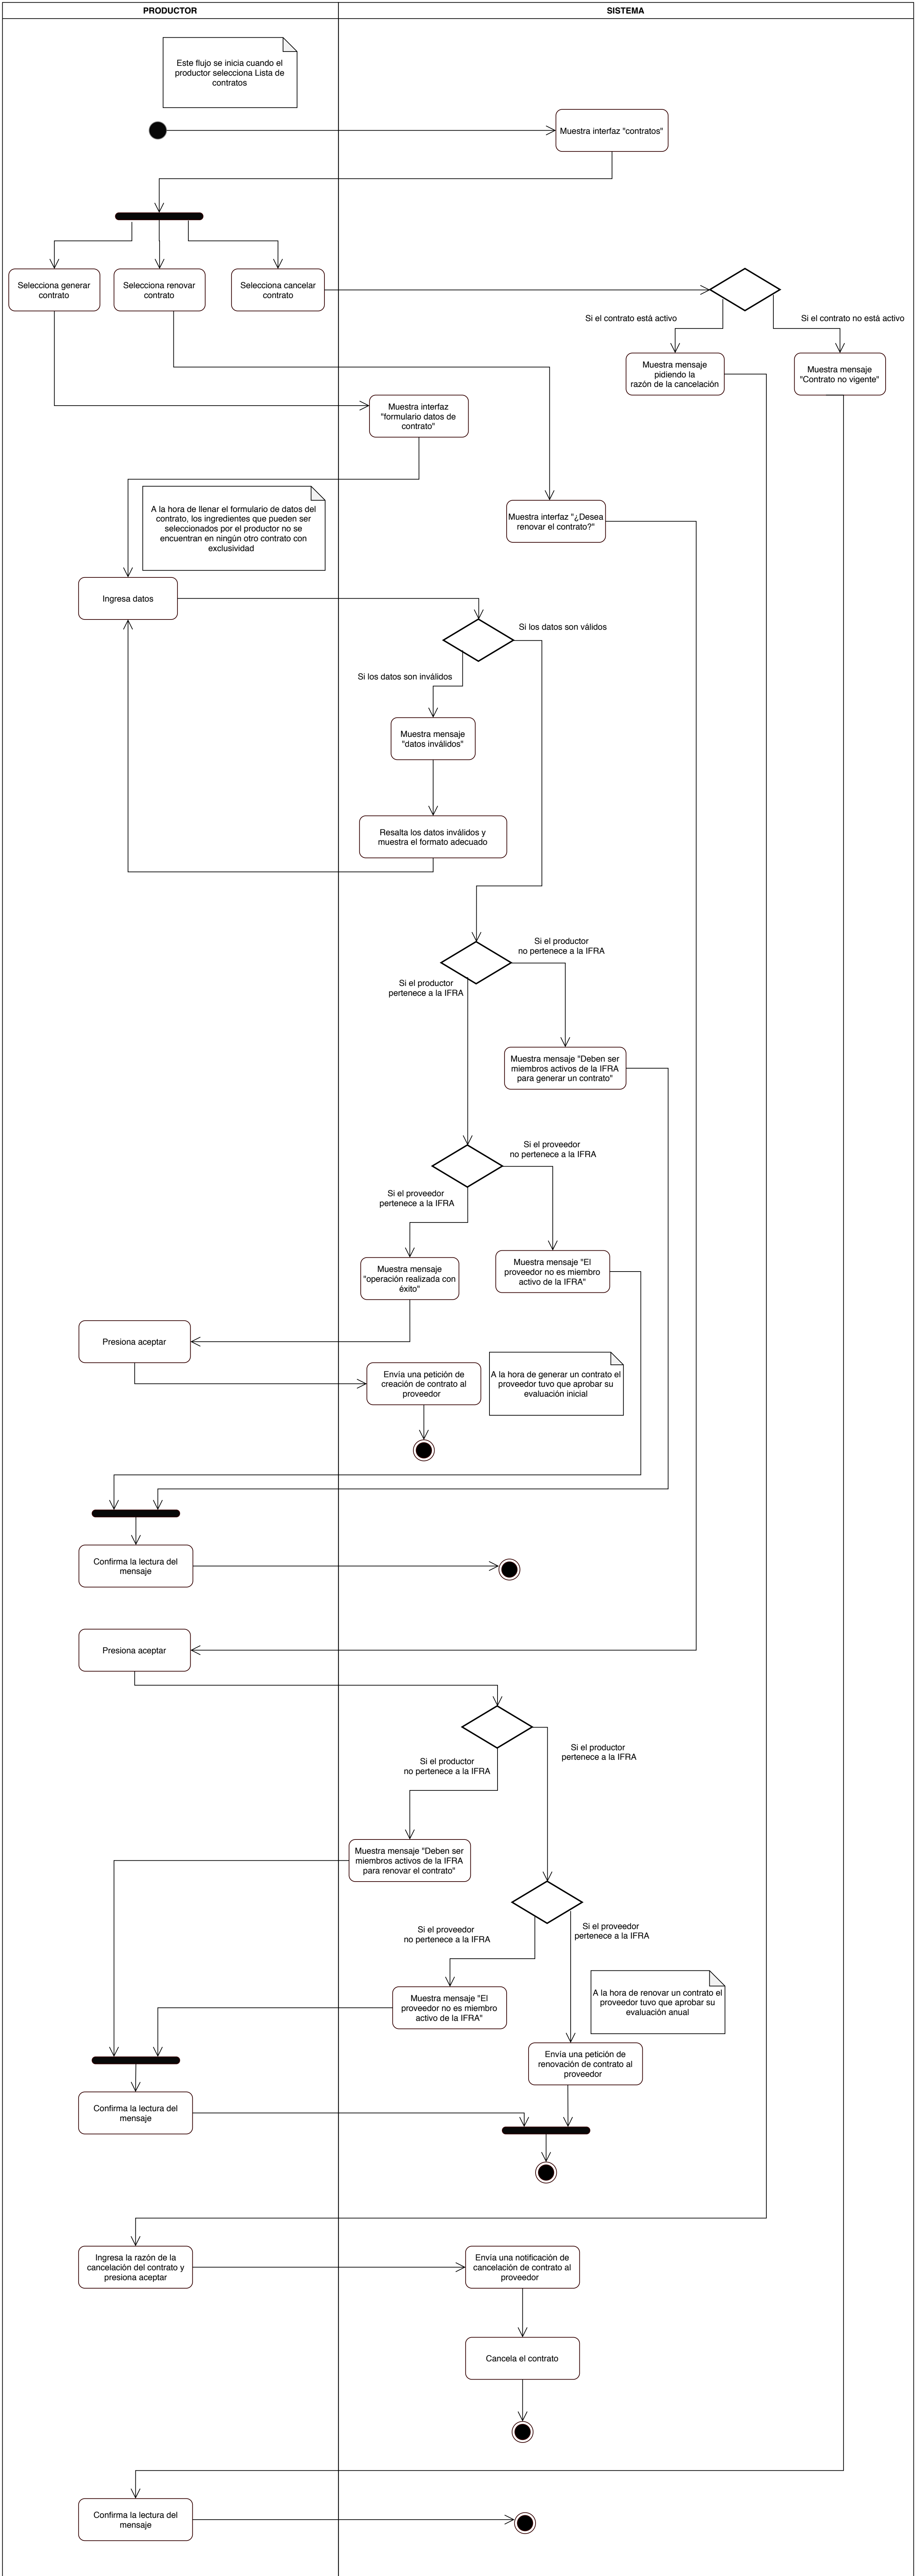 PRODUCTOR
SISTEMA
Este flujo se inicia cuando el
productor selecciona Lista de
contratos
Muestra interfaz "contratos"
Selecciona generar
contrato
Selecciona renovar
contrato
Selecciona cancelar
contrato
Si el contrato está activo
Si el contrato no está activo
Muestra mensaje
pidiendo la
razón de la cancelación
Muestra mensaje
"Contrato no vigente"
Muestra interfaz
"formulario datos de
contrato"
A la hora de llenar el formulario de datos del
contrato, los ingredientes que pueden ser
seleccionados por el productor no se
encuentran en ningún otro contrato con
exclusividad
Muestra interfaz "¿Desea
renovar el contrato?"
Ingresa datos
Si los datos son válidos
Si los datos son inválidos
Muestra mensaje
"datos inválidos"
Resalta los datos inválidos y
muestra el formato adecuado
Si el productor
no pertenece a la IFRA
Si el productor
pertenece a la IFRA
Muestra mensaje "Deben ser
miembros activos de la IFRA
para generar un contrato"
Si el proveedor
no pertenece a la IFRA
Si el proveedor
pertenece a la IFRA
Muestra mensaje
"operación realizada con
éxito"
Muestra mensaje "El
proveedor no es miembro
activo de la IFRA"
Presiona aceptar
Envía una petición de
creación de contrato al
proveedor
A la hora de generar un contrato el
proveedor tuvo que aprobar su
evaluación inicial
Confirma la lectura del
mensaje
Presiona aceptar
Si el productor
pertenece a la IFRA
Si el productor
no pertenece a la IFRA
Muestra mensaje "Deben ser
miembros activos de la IFRA
para renovar el contrato"
Si el proveedor
no pertenece a la IFRA
Si el proveedor
pertenece a la IFRA
Muestra mensaje "El
proveedor no es miembro
activo de la IFRA"
A la hora de renovar un contrato el
proveedor tuvo que aprobar su
evaluación anual
Envía una petición de
renovación de contrato al
proveedor
Confirma la lectura del
mensaje
Ingresa la razón de la
cancelación del contrato y
presiona aceptar
Envía una notificación de
cancelación de contrato al
proveedor
Cancela el contrato
Confirma la lectura del
mensaje